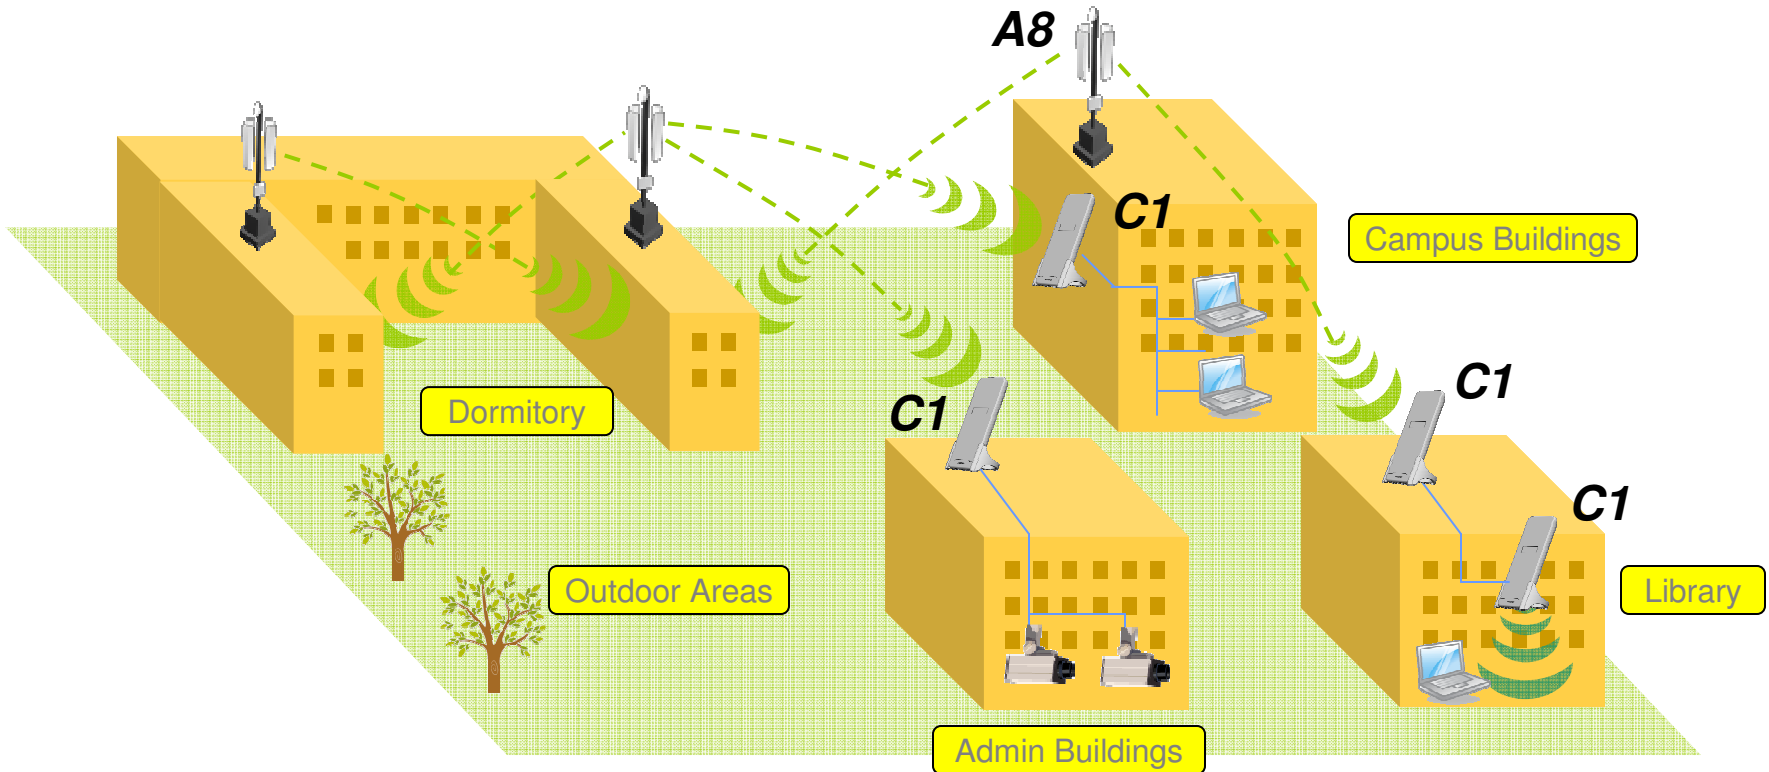 A8
C1
Campus Buildings
C1
Dormitory
C1
C1
Outdoor Areas
Library
Admin Buildings